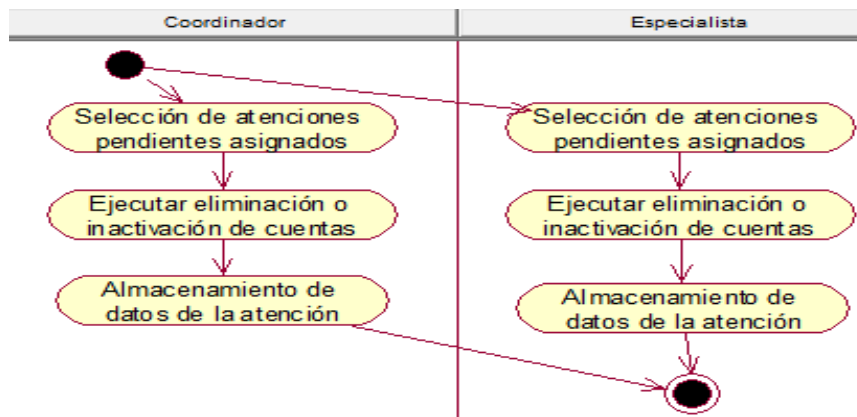 Coordinador
Especialista
Selección de atenciones
pendientes asignados
Selección de atenciones
pendientes asignados
Ejecutar eliminación o
inactivación de cuentas
Ejecutar eliminación o
inactivación de cuentas
Almacenamiento de
datos de la atención
Almacenamiento de
datos de la atención